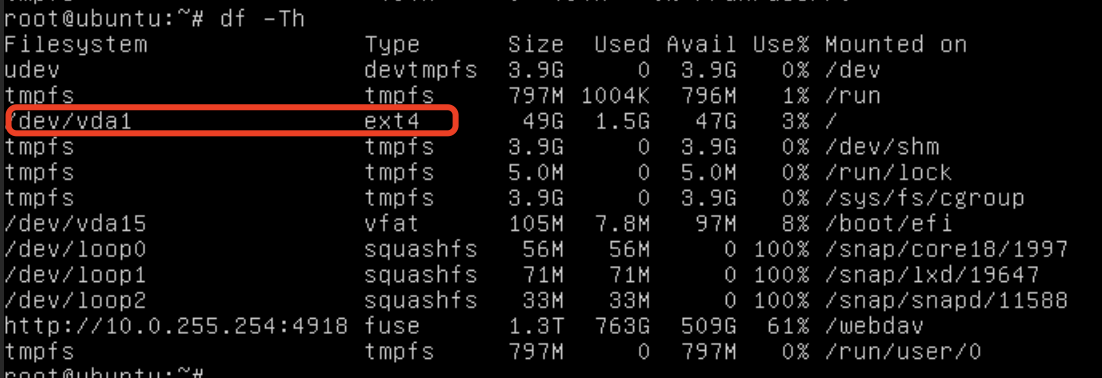 root@ubuntu:~# df -Th
Filesystem Type Size Used Avail Use% Mounted on
udev devtmpfs 3.9G 0 3.9G 0% /dev
tmpfs tmpfs 797M 1004K 796M 1% /run
/dev/vda1 ext4 49G 1.5G 47G 3% /
tmpfs tmpfs 3.9G 0 3.9G 0% /dev/shm
tmpfs tmpfs 5.0M 0 5.0M 0% /run/lock
tmpfs tmpfs 3.9G 0 3.9G 0% /sys/fs/cgroup
/dev/vda15 vfat 105M 7.8M 97M 8% /boot/efi
/dev/loop0 squashfs 56M 56M 0 100% /snap/core18/1997
/dev/loop1 squashfs 71M 71M 0 100% /snap/lxd/19647
/dev/loop2 squashfs 33M 33M 0 100% /snap/snapd/11588
http://10.0.255.254:4918 fuse 1.3T 763G 509G 61% /webdav
tmpfs tmpfs 797M 0 797M 0% /run/user/0
root@ubuntu:~#